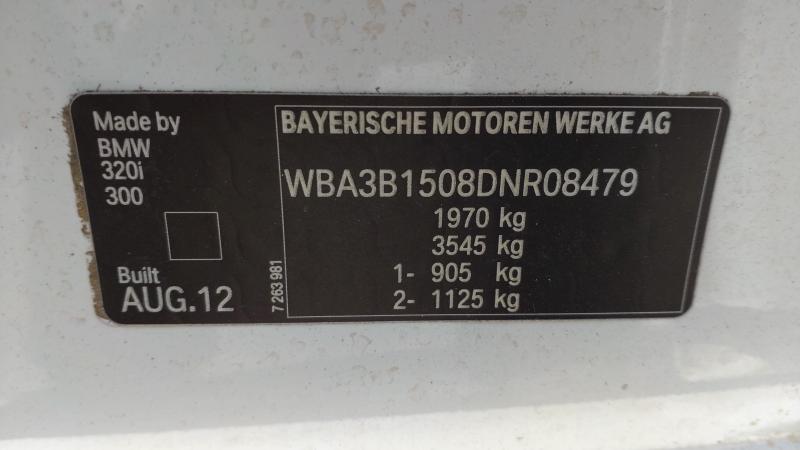 Made by
BMW
320i
300
Built
AUG.12
7 263 981
BAYERISCHE MOTOREN WERKE AG
WBA3B1508DNR08479
1970 kg
3545 kg
1- 905 kg
2- 1125 kg